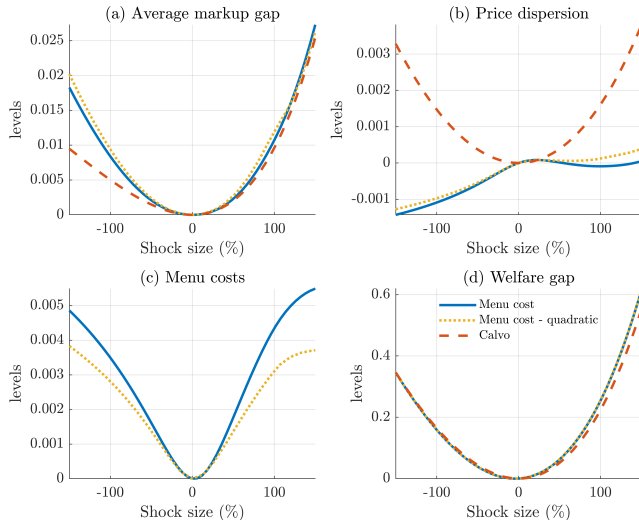 (a) Average markup gap
levels
0.025
0.02
0.015
0.01
0.005
0
-100
0
100
Shock size (%)
(b) Price dispersion
levels
0.003
0.002
0.001
0
-0.001
-100
0
100
Shock size (%)
(c) Menu costs
levels
0.005
0.004
0.003
0.002
0.001
0
-100
0
100
Shock size (%)
(d) Welfare gap
levels
0.6
0.4
0.2
0
Menu cost
Menu cost - quadratic
Calvo
-100
0
100
Shock size (%)